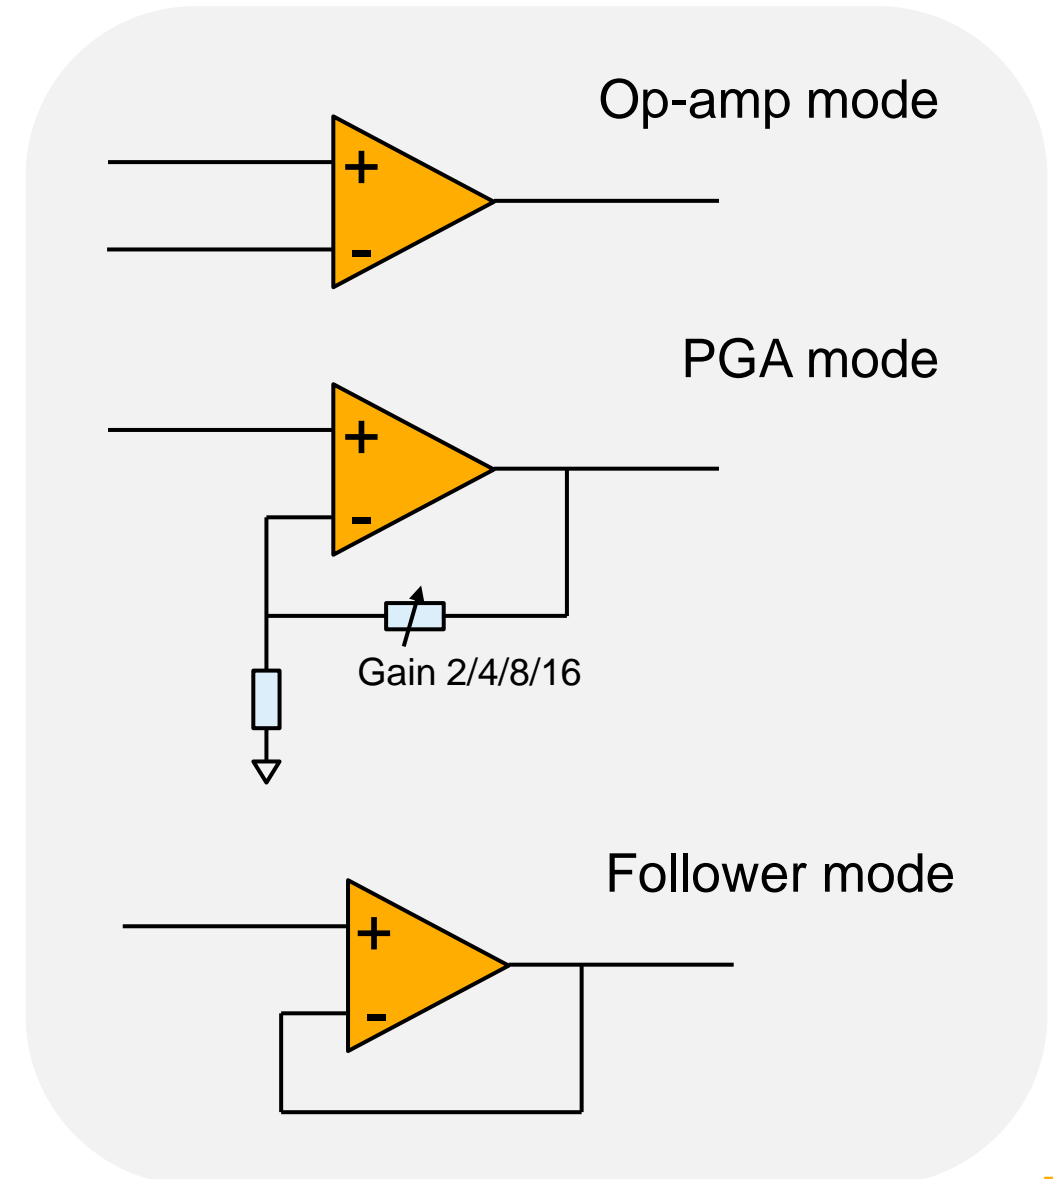 Op-amp mode
+
-
PGA mode
+
-
Gain 2/4/8/16
Follower mode
+
-